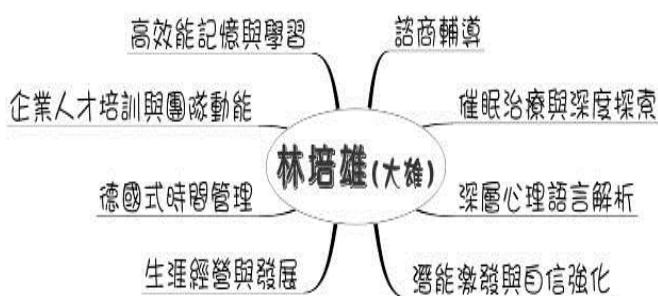 高效能記憶與學習
諮商輔導
企業人才培訓與團隊動能
催眠治療與深度探索
林培雄(大雄)
德國式時間管理
深層心理語言解析
生涯經營與發展
潛能激發與自信強化